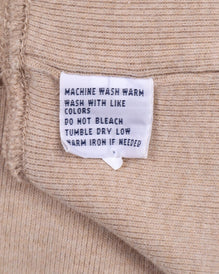 MACHINE WASH WARM
WASH WITH LIKE
COLORS
DO NOT BLEACH
TUMBLE DRY LOW
WARM IRON IF NEEDED